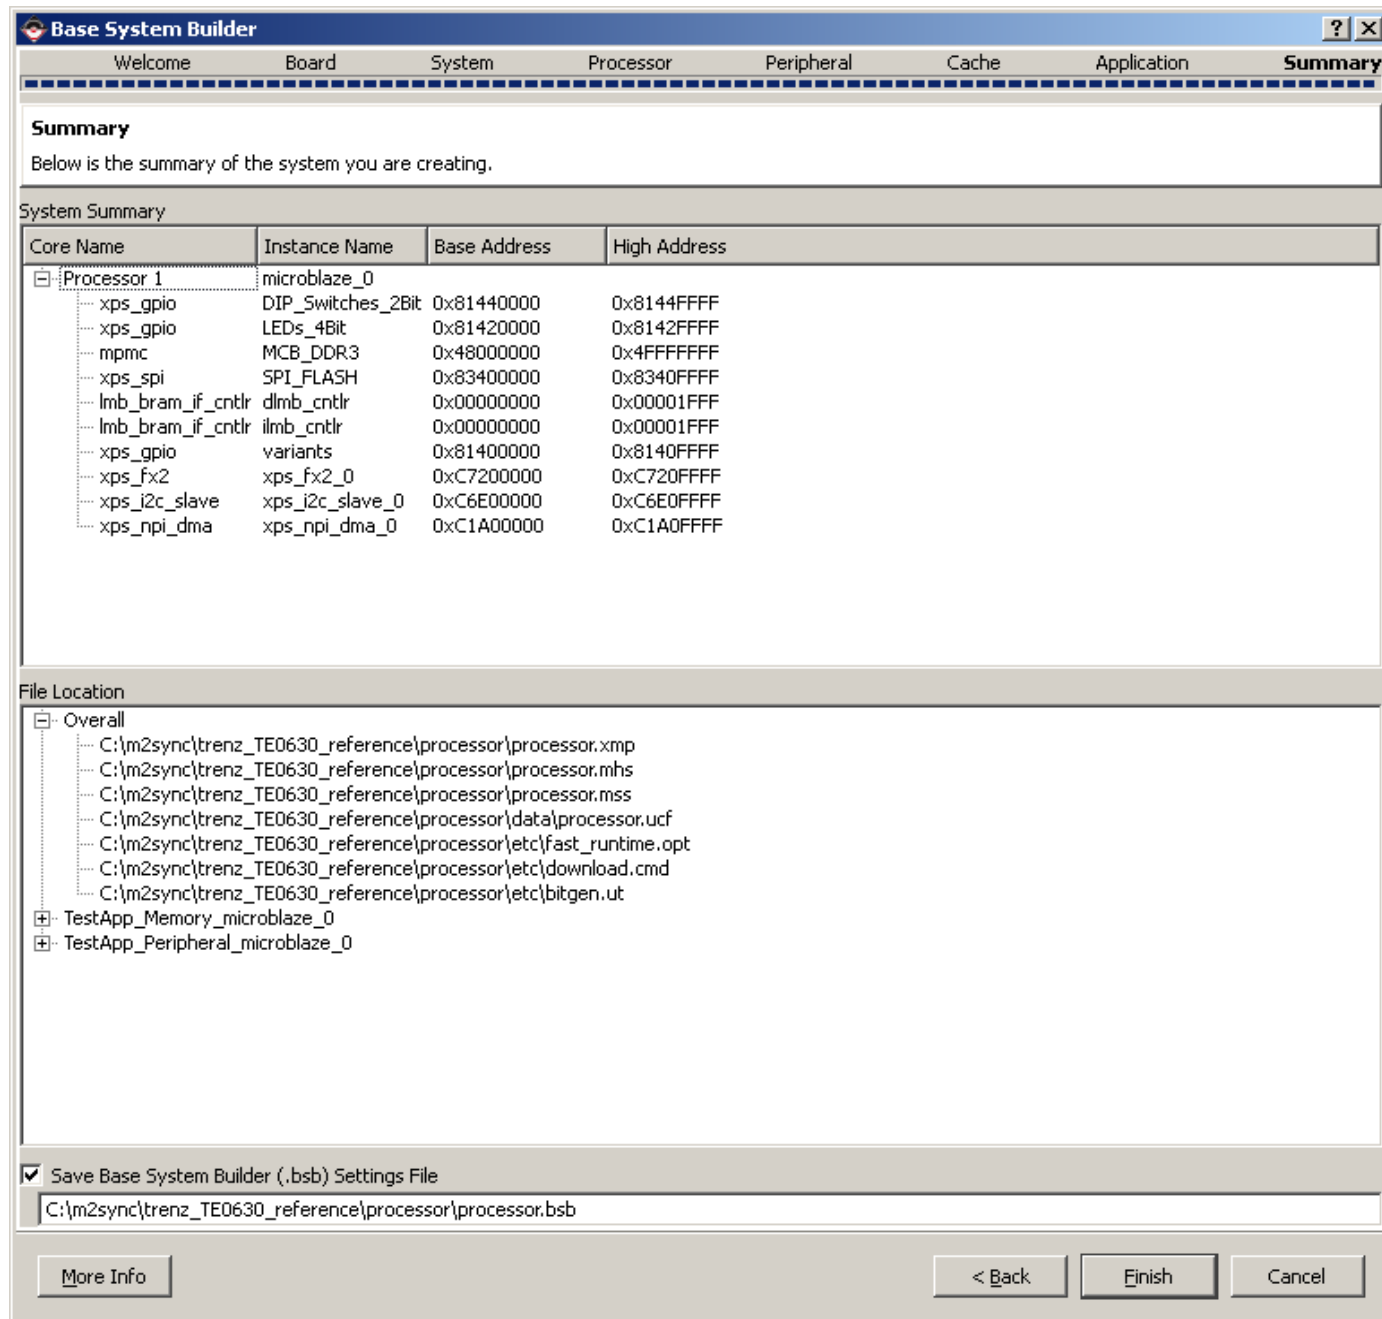 Base System Builder
Welcome Board System Processor Peripheral Cache Application Summary
Summary
Below is the summary of the system you are creating.
System Summary
Core Name Instance Name Base Address High Address
Processor 1 microblaze_0
xps_gpio DIP_Switches_2Bit 0x81440000 0x8144FFFF
xps_gpio LEDs_4Bit 0x81420000 0x8142FFFF
mpmc MCB_DDR3 0x48000000 0x4FFFFFFF
xps_spi SPI_FLASH 0x83400000 0x8340FFFF
lmb_bram_if_cntlr dlmb_cntlr 0x00000000 0x00001FFF
lmb_bram_if_cntlr ilmb_cntlr 0x00000000 0x00001FFF
xps_gpio variants 0x81400000 0x8140FFFF
xps_fx2 xps_fx2_0 0xC7200000 0xC720FFFF
xps_i2c_slave xps_i2c_slave_0 0xC6E00000 0xC6E0FFFF
xps_npi_dma xps_npi_dma_0 0xC1A00000 0xC1A0FFFF
File Location
Overall
C:\m2sync\trenz_TE0630_reference\processor\processor.xmp
C:\m2sync\trenz_TE0630_reference\processor\processor.mhs
C:\m2sync\trenz_TE0630_reference\processor\processor.mss
C:\m2sync\trenz_TE0630_reference\processor\data\processor.ucf
C:\m2sync\trenz_TE0630_reference\processor\etc\fast_runtime.opt
C:\m2sync\trenz_TE0630_reference\processor\etc\download.cmd
C:\m2sync\trenz_TE0630_reference\processor\etc\bitgen.ut
TestApp_Memory_microblaze_0
TestApp_Peripheral_microblaze_0
Save Base System Builder (.bsb) Settings File
C:\m2sync\trenz_TE0630_reference\processor\processor.bsb
More Info < Back Finish Cancel